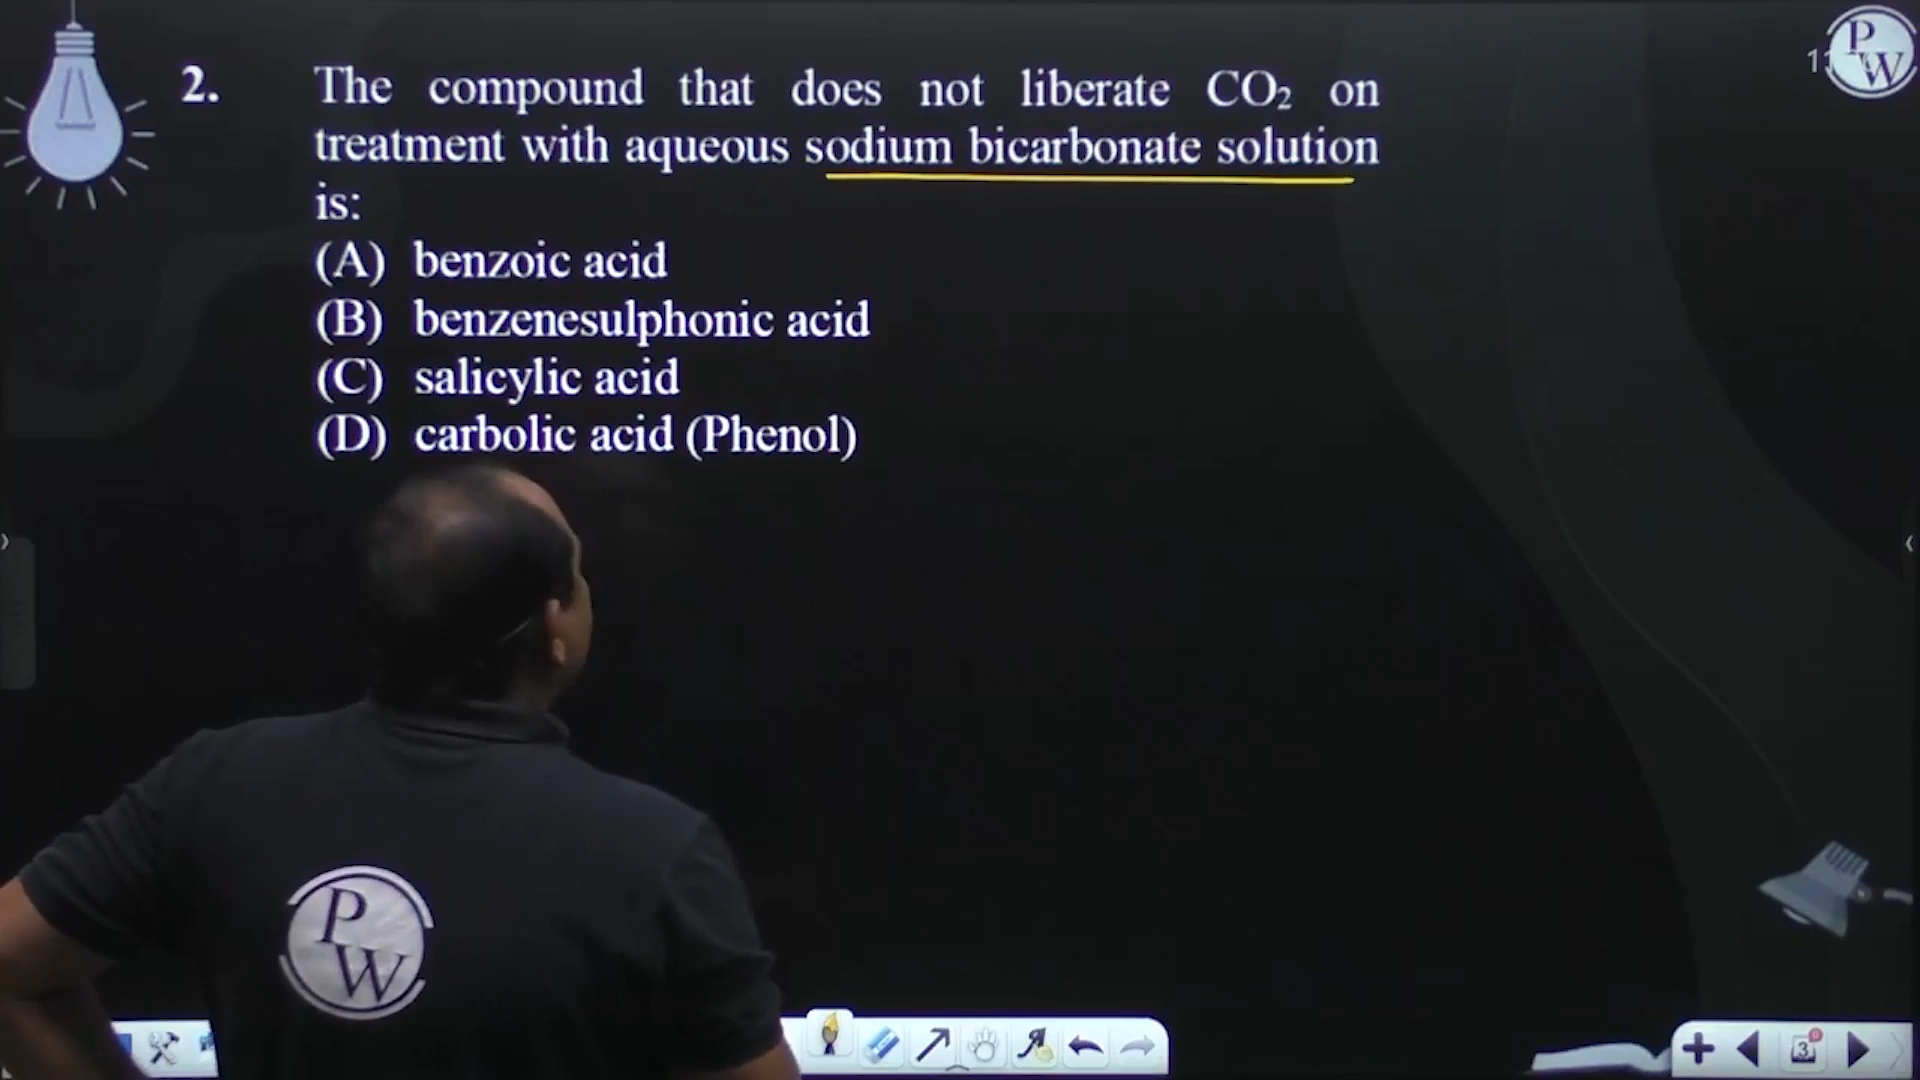 2. The compound that does not liberate CO₂ on
treatment with aqueous sodium bicarbonate solution
is:
(A) benzoic acid
(B) benzenesulphonic acid
(C) salicylic acid
(D) carbolic acid (Phenol)
P
W
P
W
3